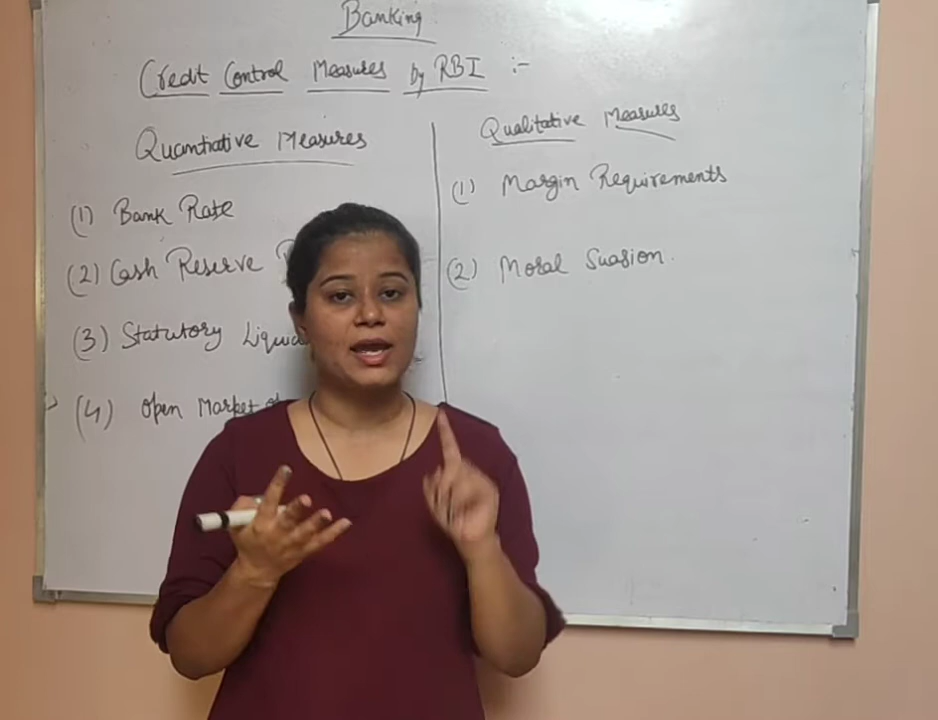 Banking
Credit Control Measures by RBI :-
Quantiative Measures
(1) Bank Rate
(2) Cash Reserve
(3) Statutory
(4) Open Market
Qualitative Measures
(1) Margin Requirements
(2) Moral Suasion.